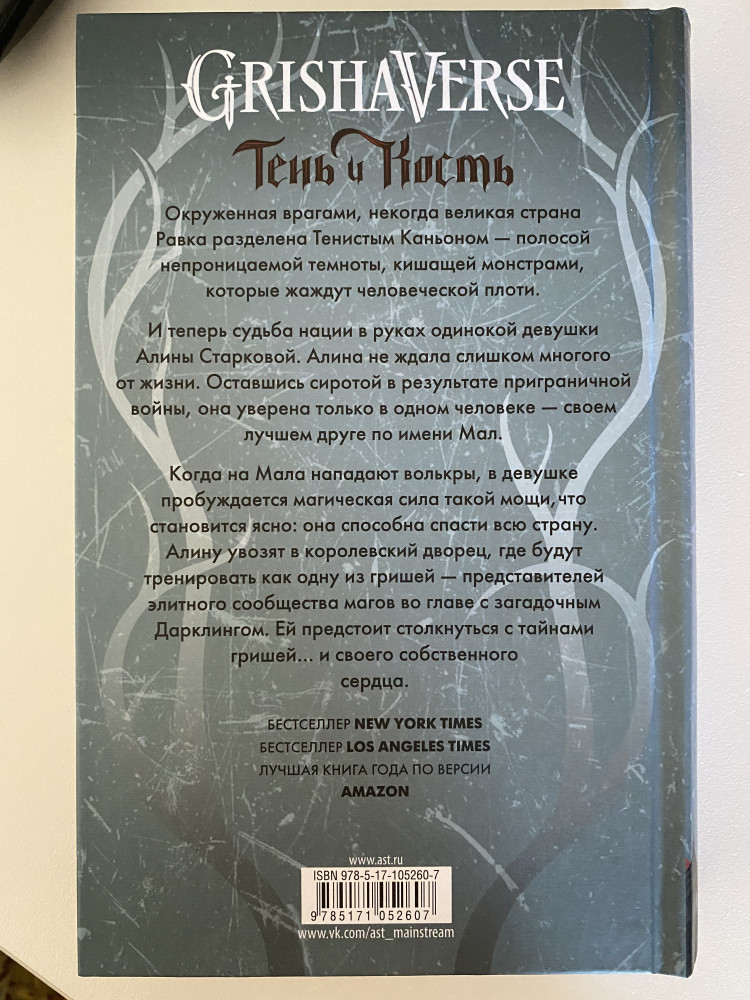 GRISHAVERSE
Тень и Кость
Окруженная врагами, некогда великая страна
Равка разделена Тенистым Каньоном — полосой
непроницаемой темноты, кишащей монстрами,
которые жаждут человеческой плоти.
И теперь судьба нации в руках одинокой девушки
Алины Старковой. Алина не ждала слишком многого
от жизни. Оставшись сиротой в результате приграничной
войны, она уверена только в одном человеке — своем
лучшем друге по имени Мал.
Когда на Мала нападают волькры, в девушке
пробуждается магическая сила такой мощи, что
становится ясно: она способна спасти всю страну.
Алину увозят в королевский дворец, где будут
тренировать как одну из гришей — представителей
элитного сообщества магов во главе с загадочным
Дарклингом. Ей предстоит столкнуться с тайнами
гришей... и своего собственного
сердца.
БЕСТСЕЛЛЕР NEW YORK TIMES
БЕСТСЕЛЛЕР LOS ANGELES TIMES
ЛУЧШАЯ КНИГА ГОДА ПО ВЕРСИИ
AMAZON
www.ast.ru
ISBN 978-5-17-105260-7
9 785171 052607
www.vk.com/ast_mainstream